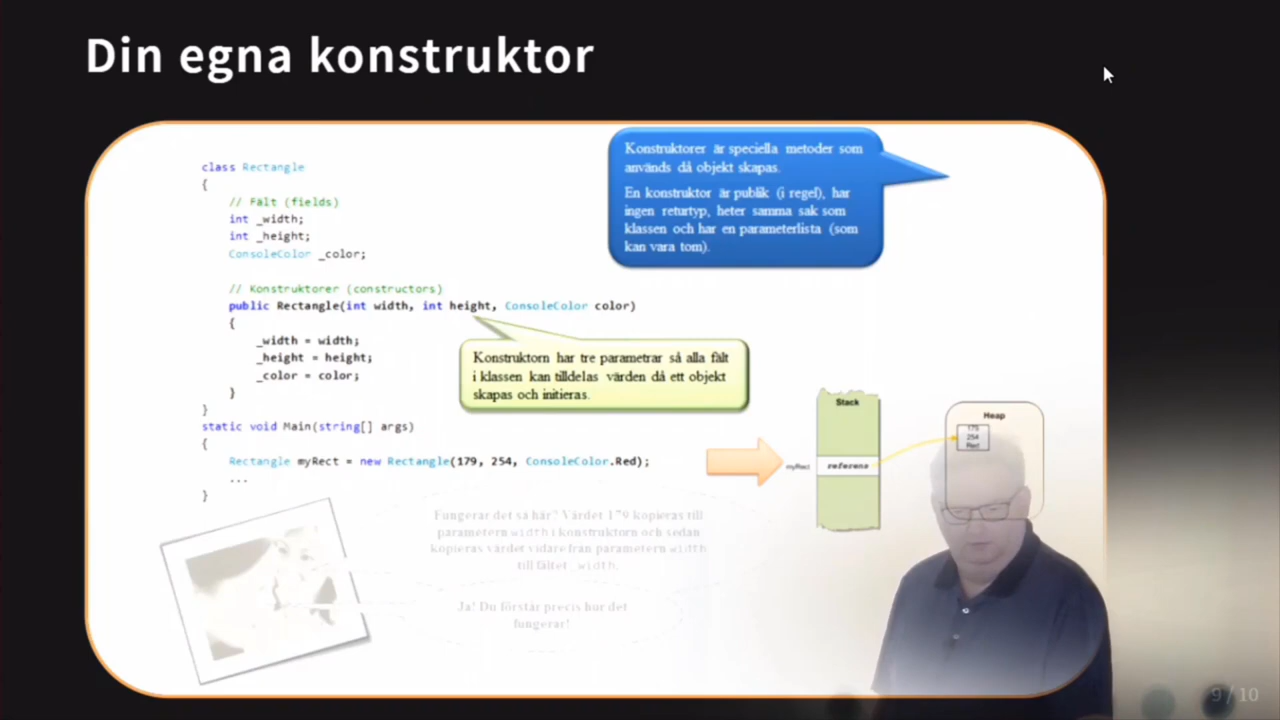 Din egna konstruktor
Konstruktorer är speciella metoder som
används då objekt skapas.
En konstruktor är publik (i regel), har
ingen returtyp, heter samma sak som
klassen och har en parameterlista (som
kan vara tom).
class Rectangle
{
// Fält (fields)
int _width;
int _height;
ConsoleColor _color;
// Konstruktorer (constructors)
public Rectangle(int width, int height, ConsoleColor color)
{
_width = width;
_height = height;
_color = color;
}
}
Konstruktorn har tre parametrar så alla fält
i klassen kan tilldelas värden då ett objekt
skapas och initieras.
static void Main(string[] args)
{
Rectangle myRect = new Rectangle(179, 254, ConsoleColor.Red);
...
}
Stack
myRect
referens
Heap
179
254
Red
Fungerar det så här? Värdet 179 kopieras till
parametern width i konstruktorn och sedan
kopieras värdet vidare från parametern width
till fältet _width.
Ja! Du förstår precis hur det
fungerar!
9 / 10